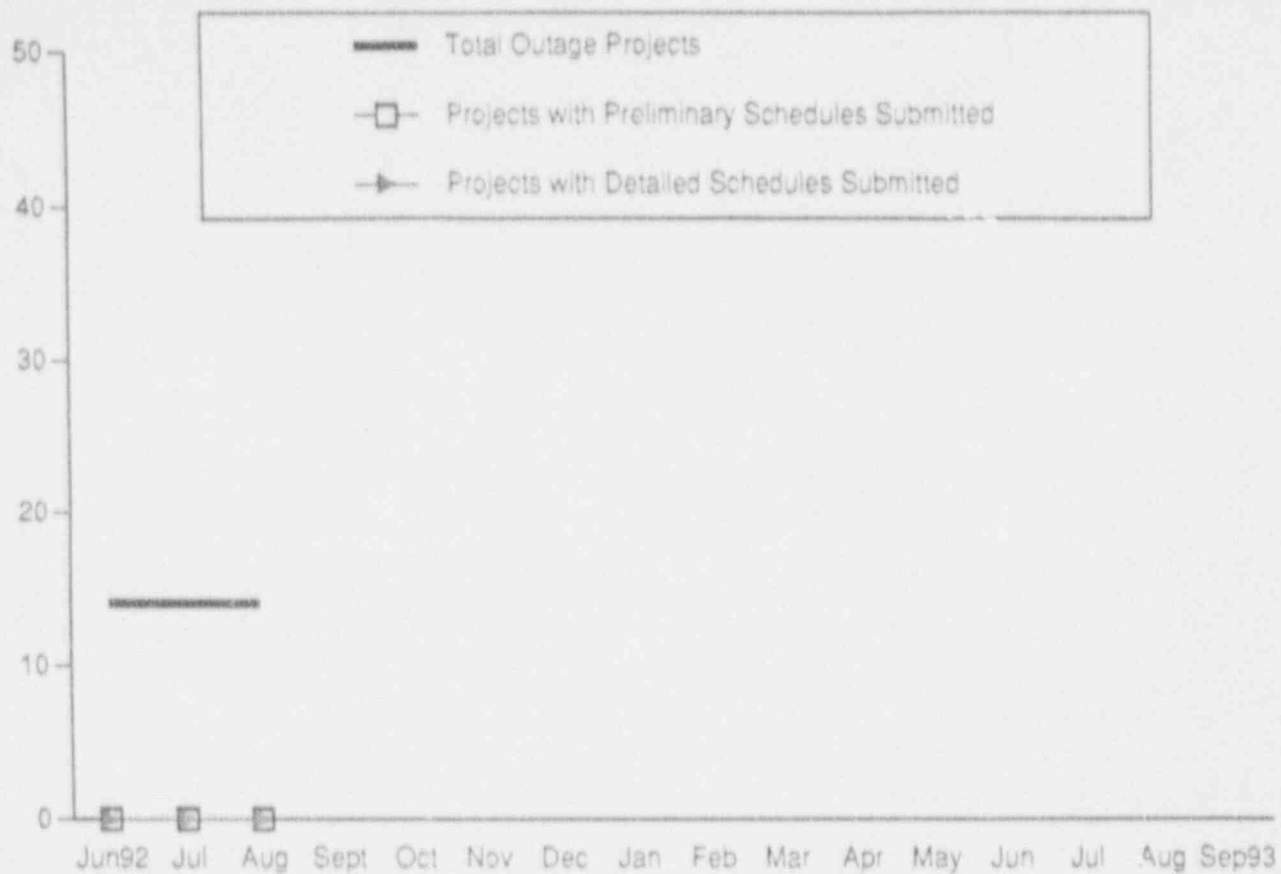 Total Outage Projects
Projects with Preliminary Schedules Submitted
Projects with Detailed Schedules Submitted
50
40
30
20
10
0
Jun92 Jul Aug Sept Oct Nov Dec Jan Feb Mar Apr May Jun Jul Aug Sep93